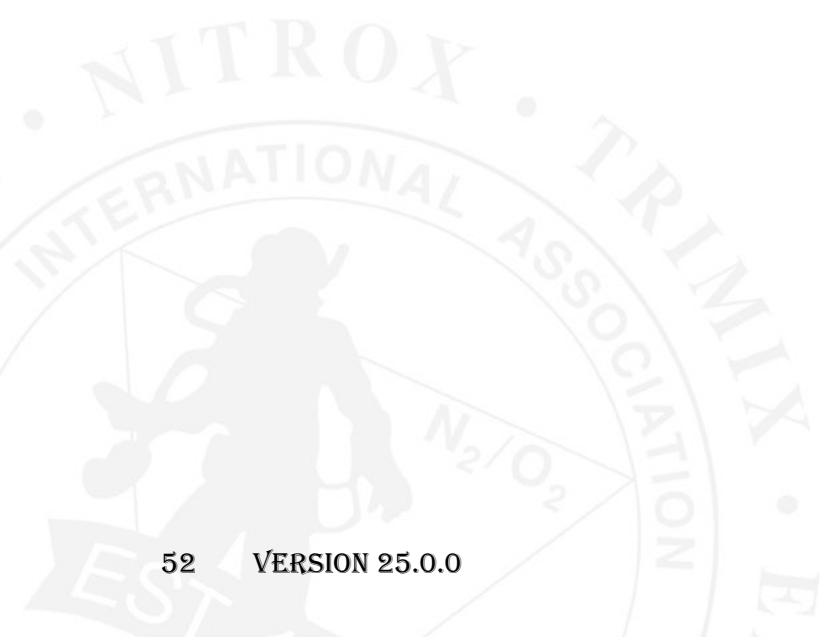 • NITROX • TRIMIX •
INTERNATIONAL ASSOCIATION
N₂/O₂
EST
52 VERSION 25.0.0